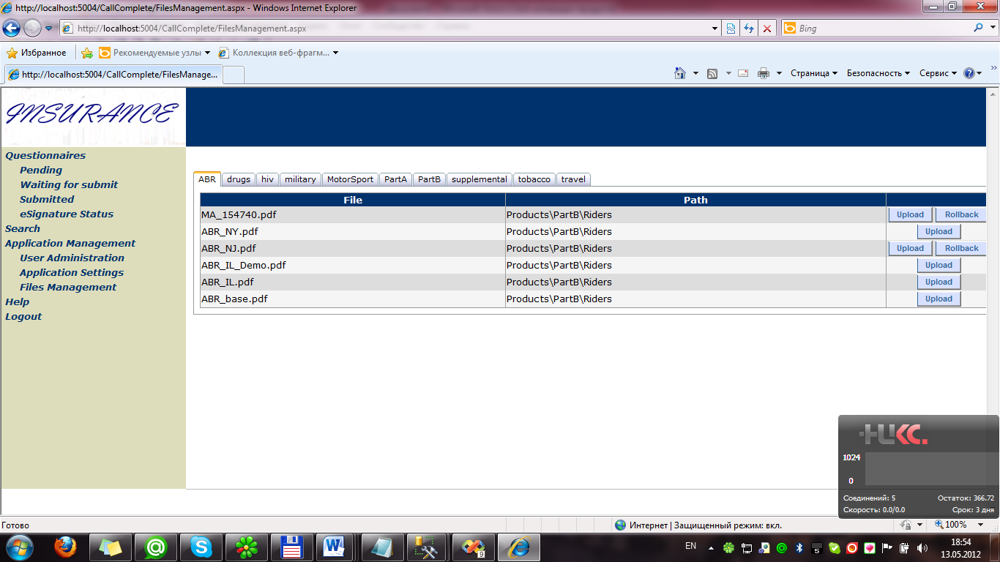 http://localhost:5004/CallComplete/FilesManagement.aspx - Windows Internet Explorer
http://localhost:5004/CallComplete/FilesManagement.aspx
Bing
Избранное
Рекомендуемые узлы
Коллекция веб-фрагм...
http://localhost:5004/CallComplete/FilesManage...
Страница
Безопасность
Сервис
INSURANCE
Questionnaires
Pending
Waiting for submit
Submitted
eSignature Status
Search
Application Management
User Administration
Application Settings
Files Management
Help
Logout
ABR drugs hiv military MotorSport PartA PartB supplemental tobacco travel
File Path
MA_154740.pdf Products\PartB\Riders Upload Rollback
ABR_NY.pdf Products\PartB\Riders Upload
ABR_NJ.pdf Products\PartB\Riders Upload Rollback
ABR_IL_Demo.pdf Products\PartB\Riders Upload
ABR_IL.pdf Products\PartB\Riders Upload
ABR_base.pdf Products\PartB\Riders Upload
1024
0
Соединений: 5 Остаток: 366.72
Скорость: 0.0/0.0 Срок: 3 дня
Готово
Интернет | Защищенный режим: вкл.
100%
EN
18:54
13.05.2012